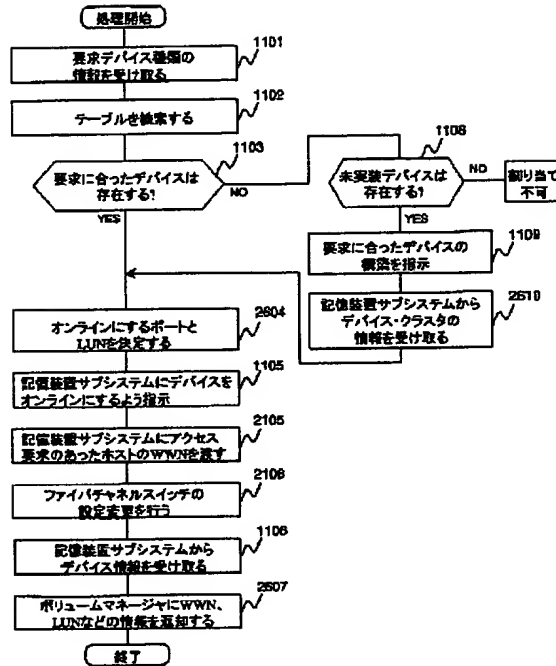 処理開始
1101
要求デバイス種類の
情報を受け取る
1102
テーブルを検索する
1103
要求に合ったデバイスは
存在する?
NO
YES
1108
未実装デバイスは
存在する?
NO
割り当て
不可
YES
1109
要求に合ったデバイスの
構築を指示
2610
記憶装置サブシステムから
デバイス・クラスタの
情報を受け取る
2604
オンラインにするポートと
LUNを決定する
1105
記憶装置サブシステムにデバイスを
オンラインにするよう指示
2105
記憶装置サブシステムにアクセス
要求のあったホストのWWNを渡す
2106
ファイバチャネルスイッチの
設定変更を行う
1106
記憶装置サブシステムから
デバイス情報を受け取る
2607
ボリュームマネージャにWWN、
LUNなどの情報を返却する
終了